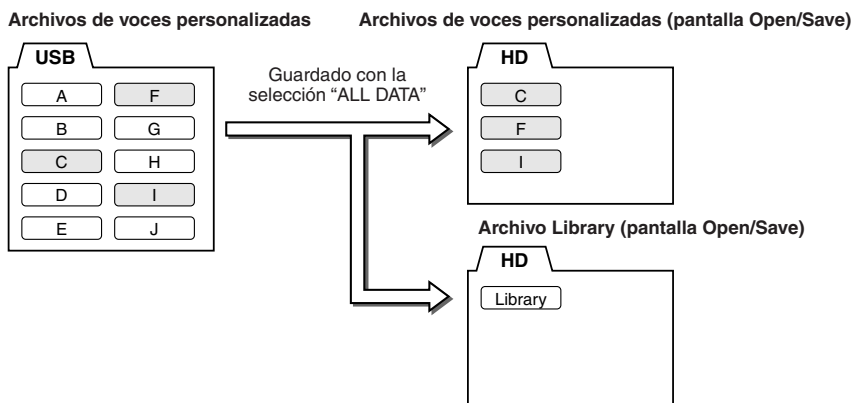 Archivos de voces personalizadas
USB
A
F
B
G
C
H
D
I
E
J
Guardado con la
selección “ALL DATA”
Archivos de voces personalizadas (pantalla Open/Save)
HD
C
F
I
Archivo Library (pantalla Open/Save)
HD
Library